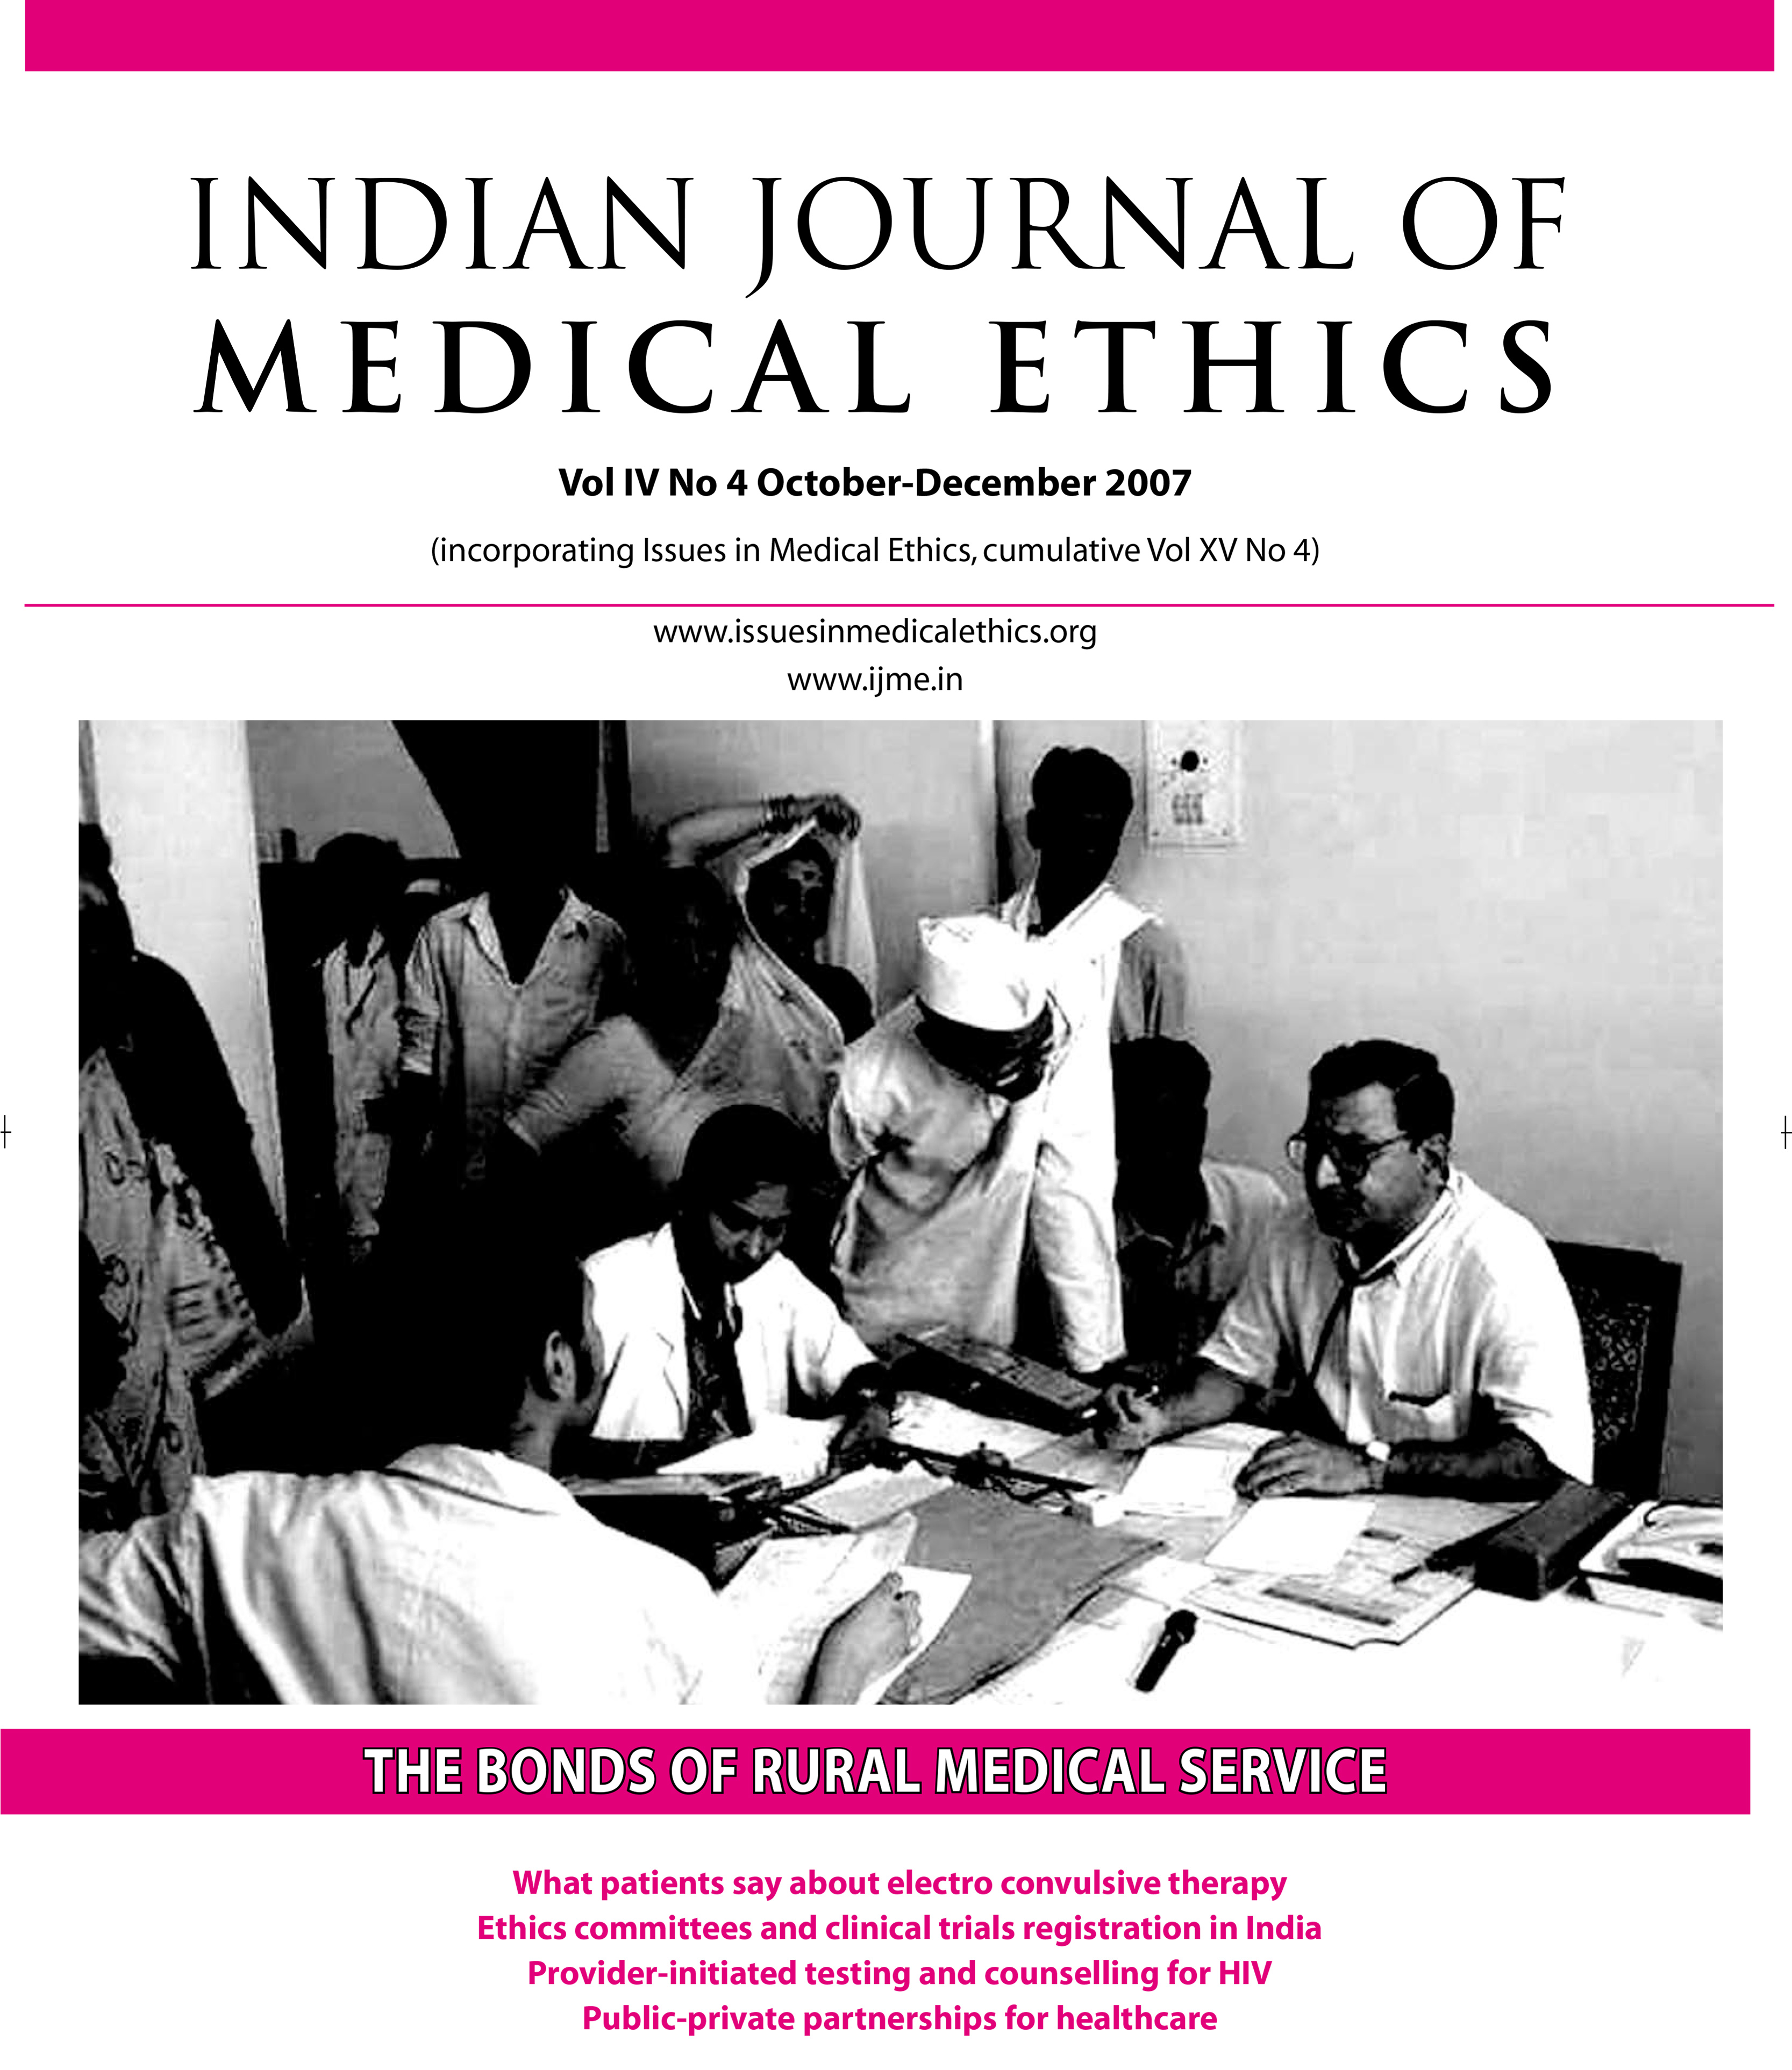 INDIAN JOURNAL OF
MEDICAL ETHICS
Vol IV No 4 October-December 2007
(incorporating Issues in Medical Ethics, cumulative Vol XV No 4)
www.issuesinmedicalethics.org
www.ijme.in
THE BONDS OF RURAL MEDICAL SERVICE
What patients say about electro convulsive therapy
Ethics committees and clinical trials registration in India
Provider-initiated testing and counselling for HIV
Public-private partnerships for healthcare